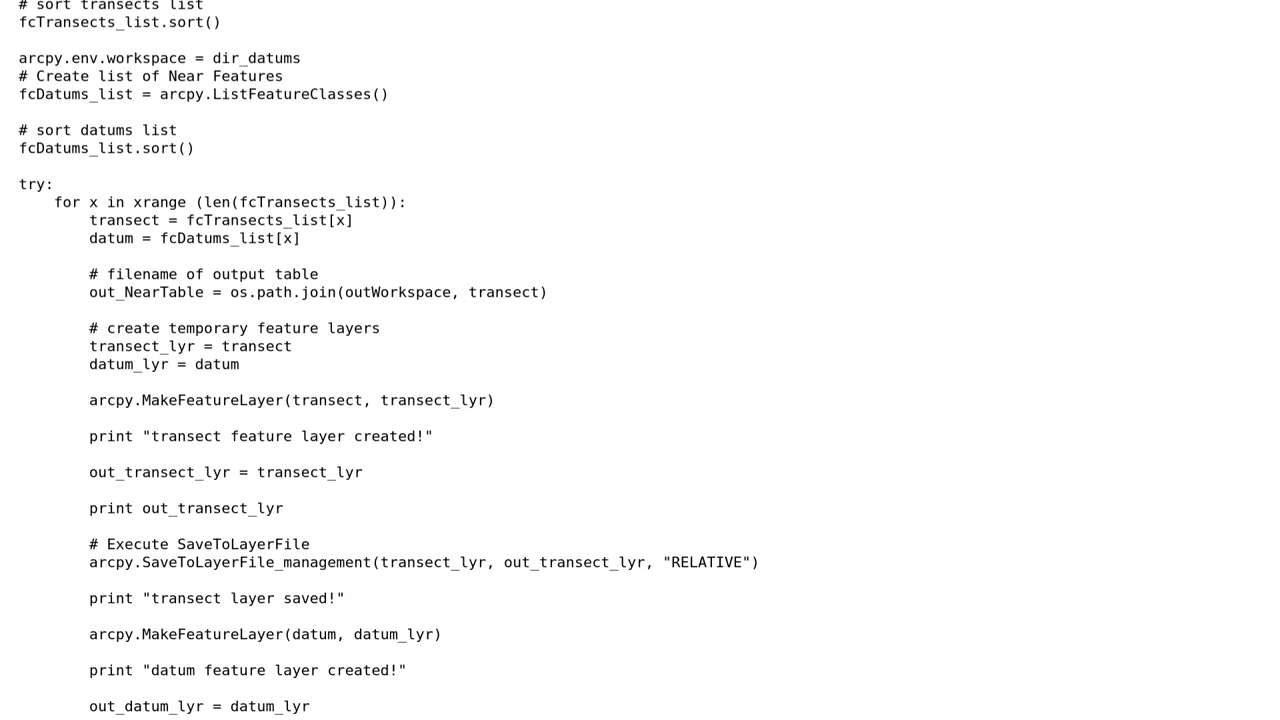 # sort transects list
fcTransects_list.sort()
arcpy.env.workspace = dir_datums
# Create list of Near Features
fcDatums_list = arcpy.ListFeatureClasses()
# sort datums list
fcDatums_list.sort()
try:
    for x in xrange (len(fcTransects_list)):
        transect = fcTransects_list[x]
        datum = fcDatums_list[x]
        # filename of output table
        out_NearTable = os.path.join(outWorkspace, transect)
        # create temporary feature layers
        transect_lyr = transect
        datum_lyr = datum
        arcpy.MakeFeatureLayer(transect, transect_lyr)
        print "transect feature layer created!"
        out_transect_lyr = transect_lyr
        print out_transect_lyr
        # Execute SaveToLayerFile
        arcpy.SaveToLayerFile_management(transect_lyr, out_transect_lyr, "RELATIVE")
        print "transect layer saved!"
        arcpy.MakeFeatureLayer(datum, datum_lyr)
        print "datum feature layer created!"
        out_datum_lyr = datum_lyr